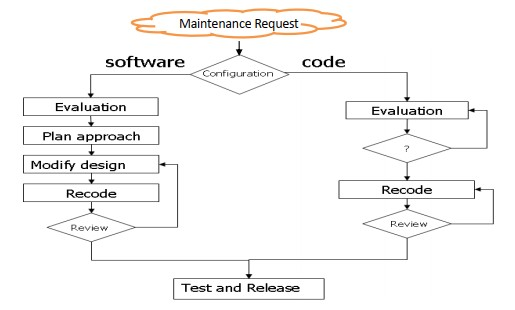 Maintenance Request
software
code
Configuration
Evaluation
Plan approach
Modify design
Recode
Review
Evaluation
?
Recode
Review
Test and Release